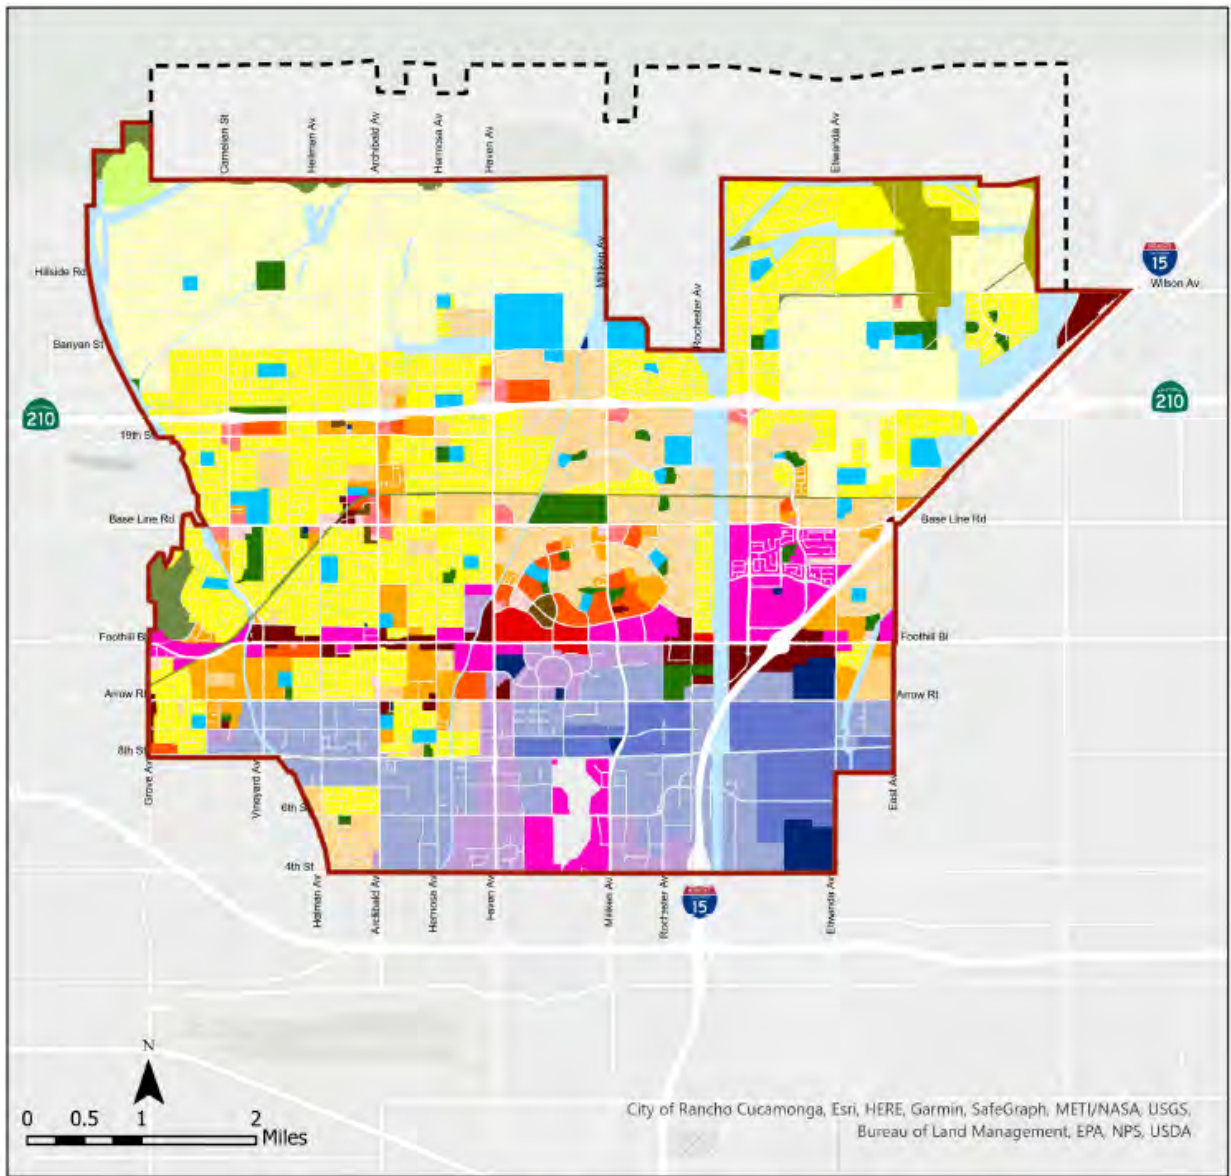 Carnelian St
Hellman Av
Archibald Av
Hermosa Av
Haven Av
Etiwanda Av
Milliken Av
Hillside Rd
15
Wilson Av
Rochester Av
Banyan St
210
210
19th St
Base Line Rd
Base Line Rd
Foothill Bl
Foothill Bl
Arrow Rt
Arrow Rt
8th St
Grove Av
Vineyard Av
6th St
East Av
4th St
Hellman Av
Archibald Av
Hermosa Av
Haven Av
Milliken Av
Rochester Av
15
Etiwanda Av
N
0 0.5 1 2
Miles
City of Rancho Cucamonga, Esri, HERE, Garmin, SafeGraph, METI/NASA, USGS,
Bureau of Land Management, EPA, NPS, USDA